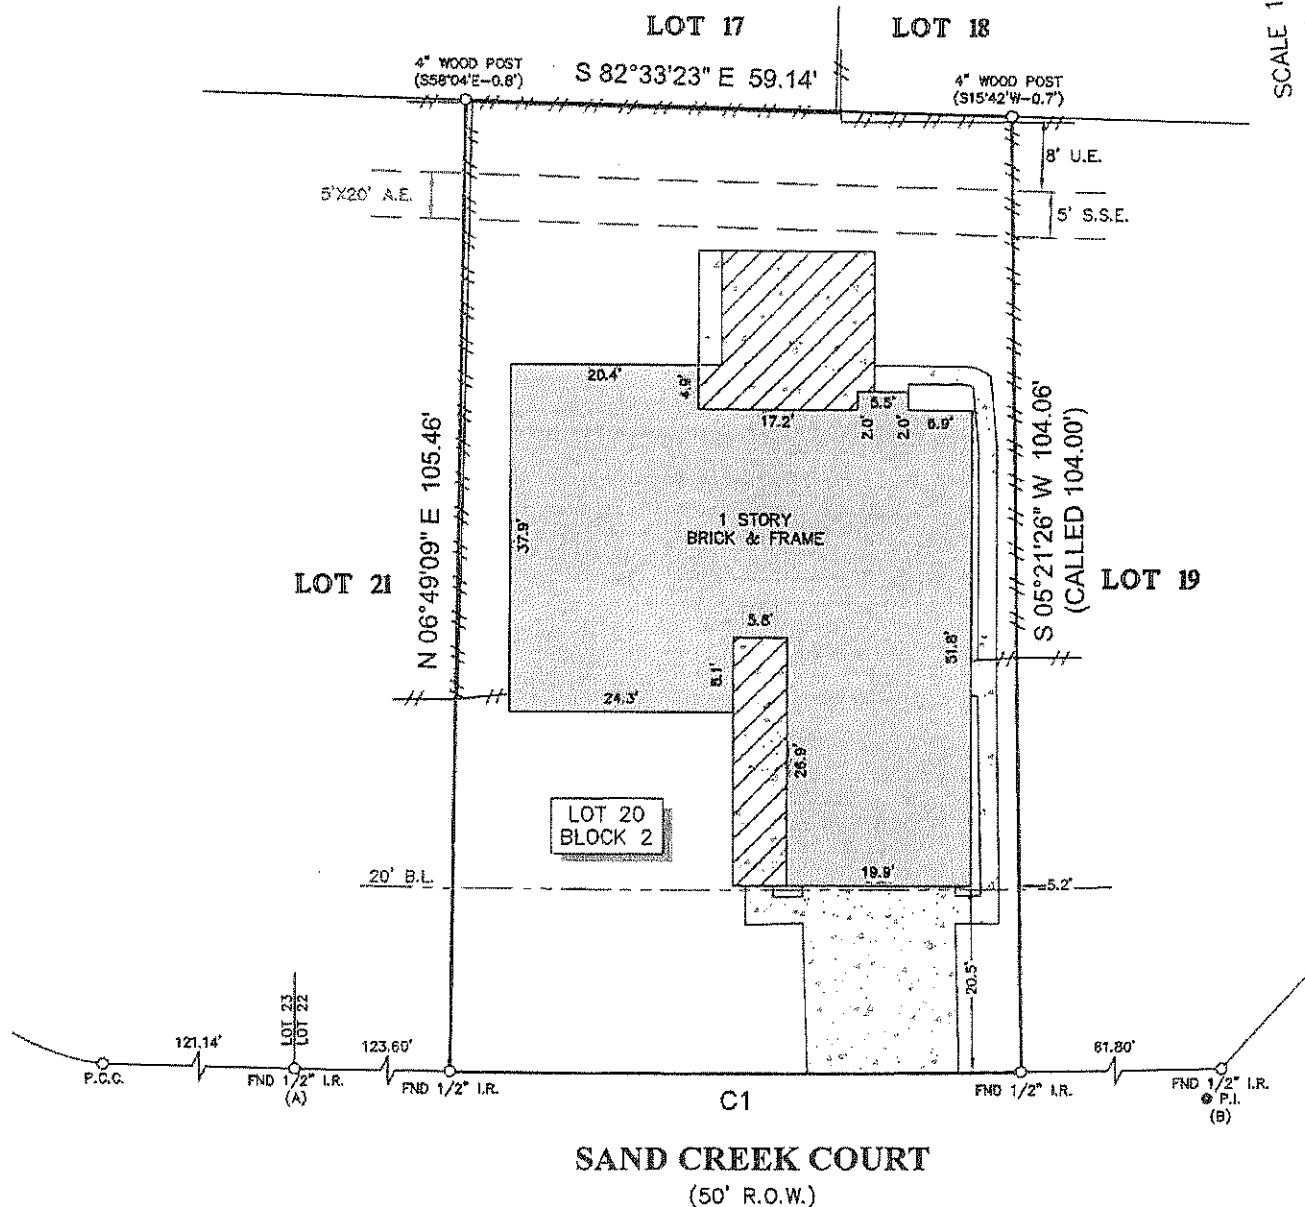 LOT 17
LOT 18
SCALE 1
4" WOOD POST
(S58°04'E-0.8')
S 82°33'23" E 59.14'
4" WOOD POST
(S15°42'W-0.7')
8' U.E.
5'X20' A.E.
5' S.S.E.
20.4'
4.9'
17.2'
2.0'
5.5'
2.0'
6.9'
N 06°49'09" E 105.46'
37.9'
1 STORY
BRICK & FRAME
S 05°21'26" W 104.06'
(CALLED 104.00')
LOT 21
LOT 19
5.8'
8.1'
51.8'
24.3'
26.9'
LOT 20
BLOCK 2
20' B.L.
19.9'
5.2'
20.5'
LOT 23
LOT 22
121.14'
123.60'
61.80'
P.C.C.
FND 1/2" I.R.
(A)
FND 1/2" I.R.
C1
FND 1/2" I.R.
FND 1/2" I.R.
@ P.I.
(B)
SAND CREEK COURT
(50' R.O.W.)